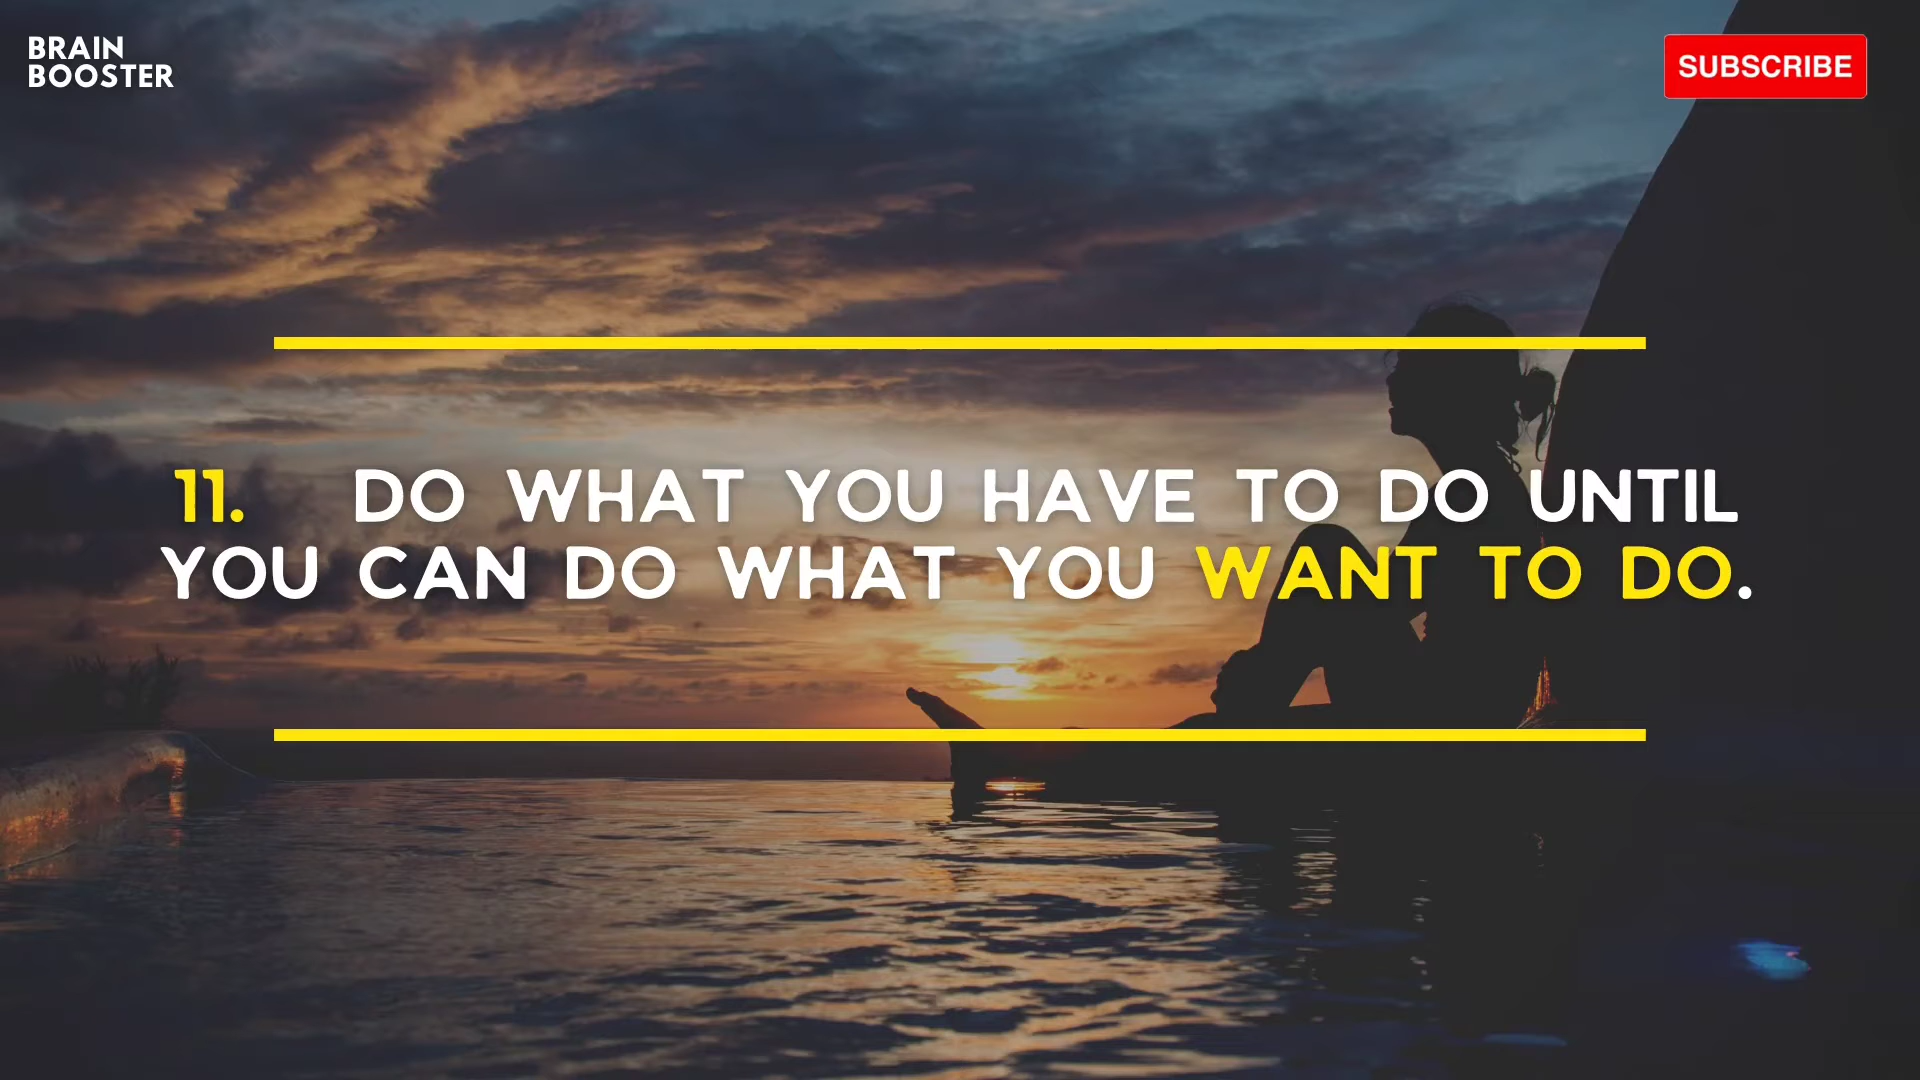 BRAIN
BOOSTER
SUBSCRIBE
11. DO WHAT YOU HAVE TO DO UNTIL
YOU CAN DO WHAT YOU WANT TO DO.